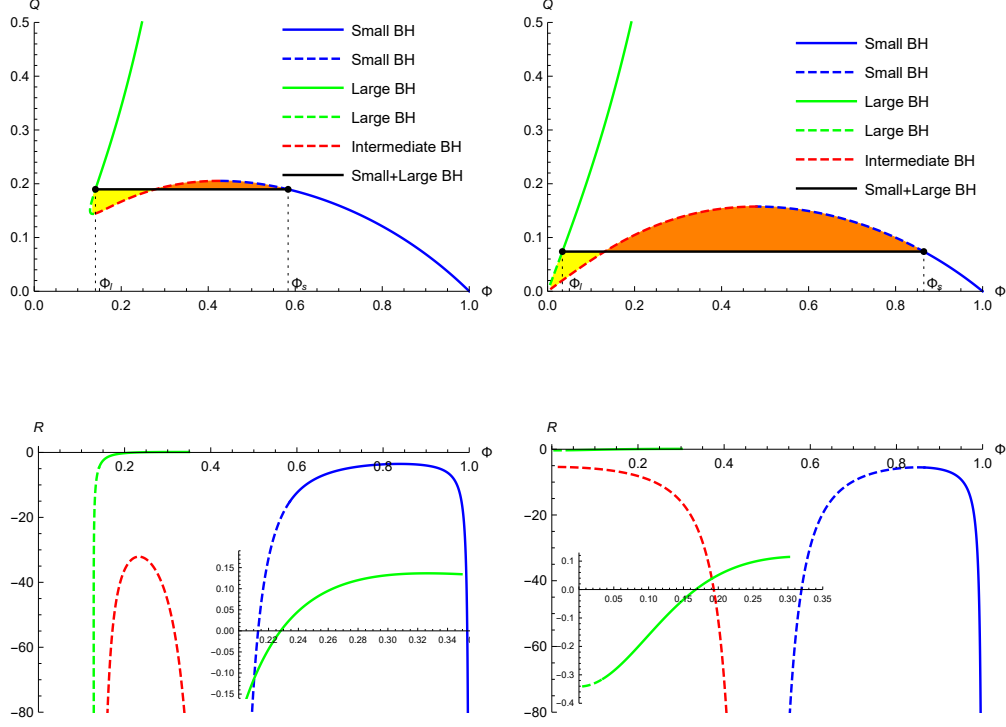 Q
0.5
0.4
0.3
0.2
0.1
0.0
0.0 0.2 0.4 0.6 0.8 1.0 Φ
Φl Φs
Small BH
Small BH
Large BH
Large BH
Intermediate BH
Small+Large BH
Q
0.5
0.4
0.3
0.2
0.1
0.0
0.0 0.2 0.4 0.6 0.8 1.0 Φ
Φl Φs
Small BH
Small BH
Large BH
Large BH
Intermediate BH
Small+Large BH
R
0
−20
−40
−60
−80
0.2 0.4 0.6 0.8 1.0 Φ
0.15
0.10
0.05
0.00
−0.05
−0.10
−0.15
0.22 0.24 0.26 0.28 0.30 0.32 0.34
R
0
−20
−40
−60
−80
0.2 0.4 0.6 0.8 1.0 Φ
0.1
0.0
−0.1
−0.2
−0.3
−0.4
0.05 0.10 0.15 0.20 0.25 0.30 0.35